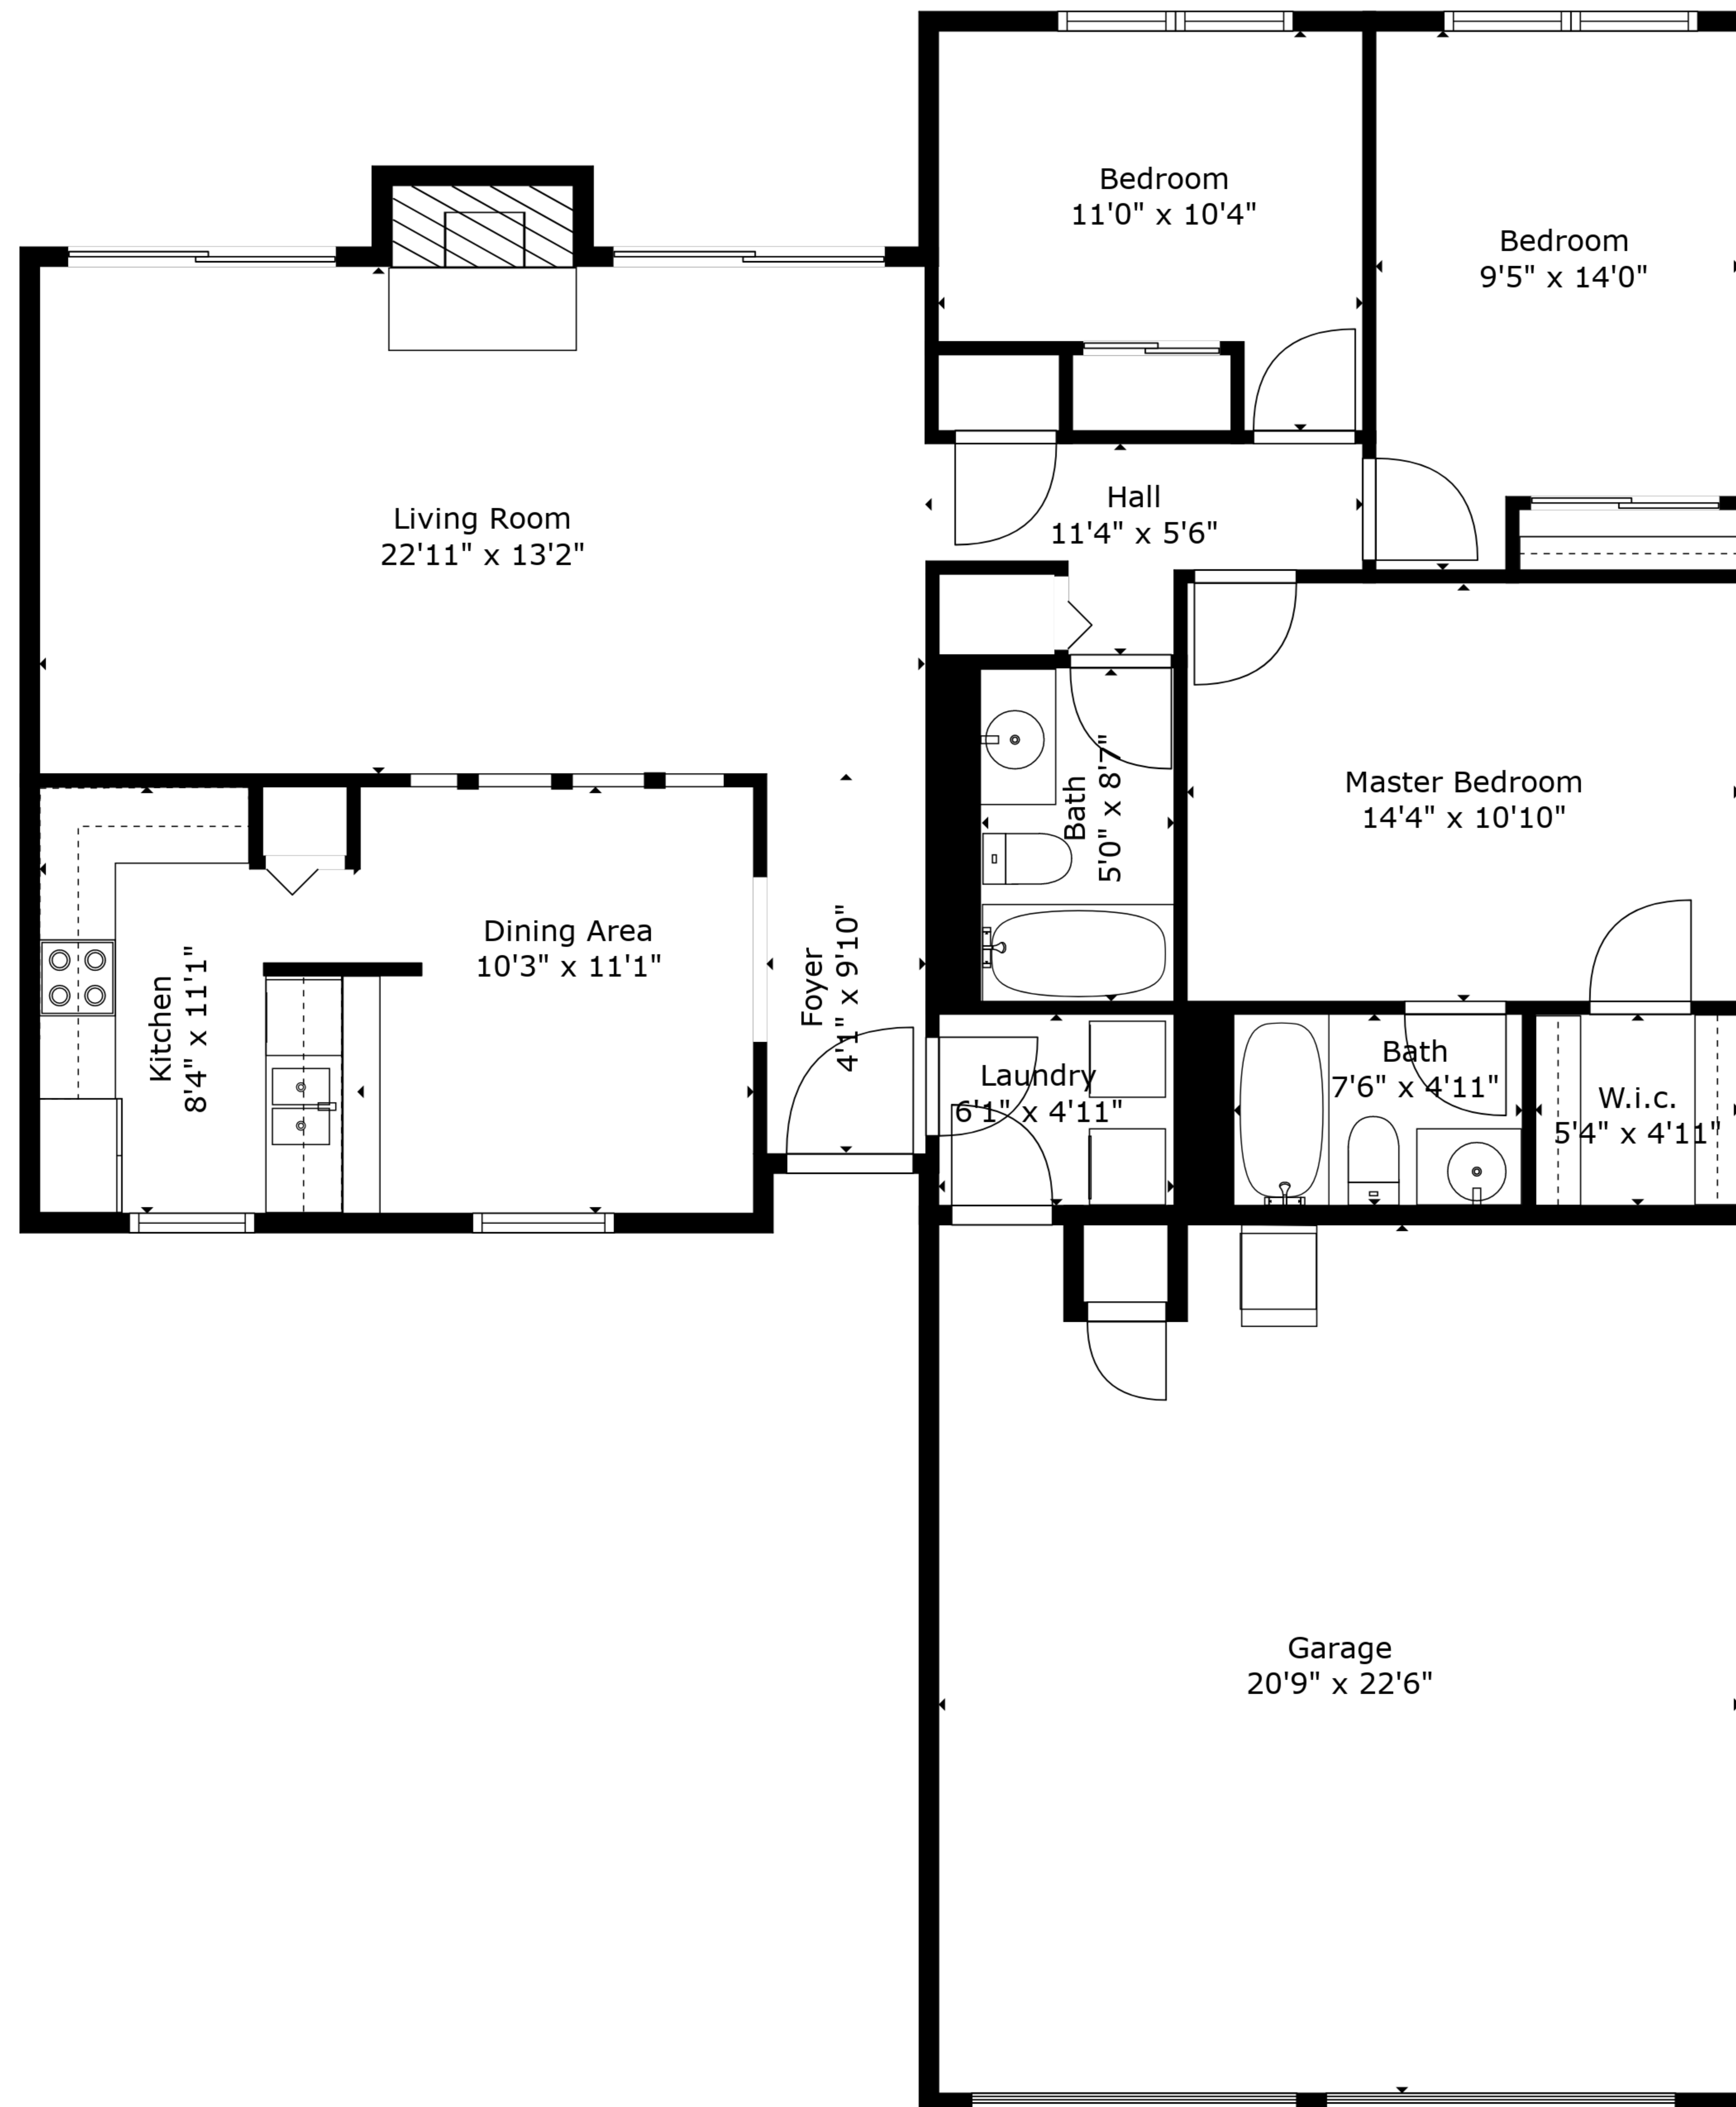 Bedroom
11'0" x 10'4"
Bedroom
9'5" x 14'0"
Living Room
22'11" x 13'2"
Hall
11'4" x 5'6"
Master Bedroom
14'4" x 10'10"
Bath
5'0" x 8'7"
Dining Area
10'3" x 11'1"
Foyer
4'1" x 9'10"
Kitchen
8'4" x 11'1"
Laundry
6'1" x 4'11"
Bath
7'6" x 4'11"
W.i.c.
5'4" x 4'11"
Garage
20'9" x 22'6"